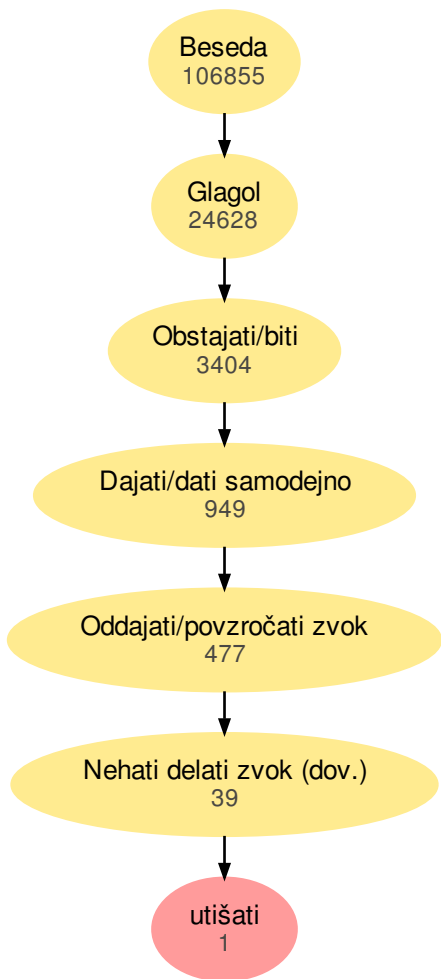 Beseda
106855
Glagol
24628
Obstajati/biti
3404
Dajati/dati samodejno
949
Oddajati/povzročati zvok
477
Nehati delati zvok (dov.)
39
utišati
1